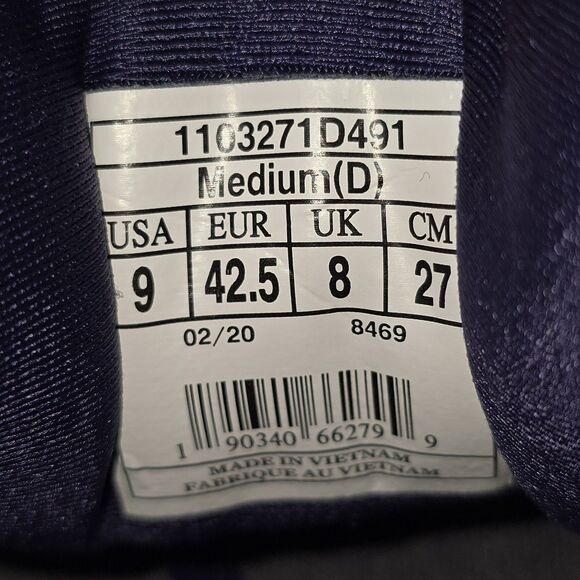 1103271D491
Medium(D)
USA EUR UK CM
9 42.5 8 27
02/20 8469
1 90340 66279 9
MADE IN VIETNAM
FABRIQUE AU VIETNAM